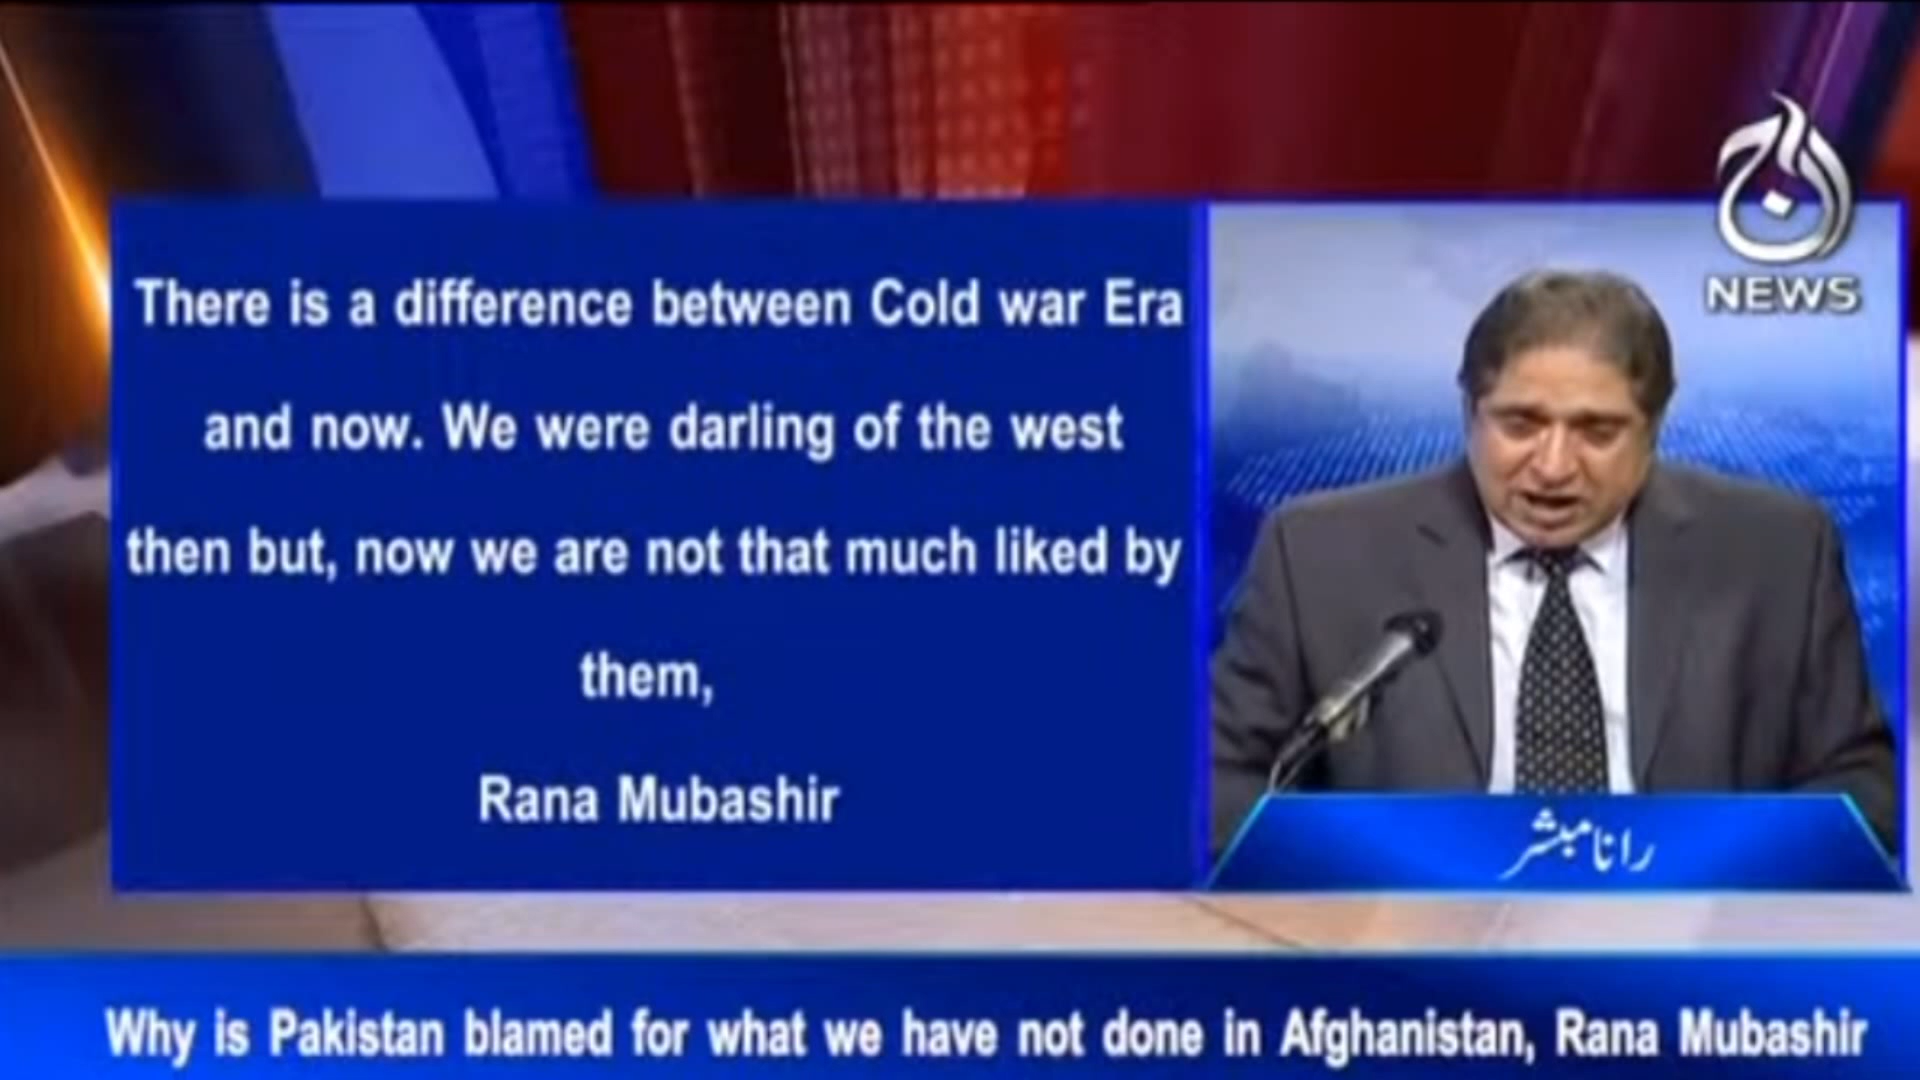 آج
NEWS
There is a difference between Cold war Era
and now. We were darling of the west
then but, now we are not that much liked by
them,
Rana Mubashir
رانا مبشر
Why is Pakistan blamed for what we have not done in Afghanistan, Rana Mubashir